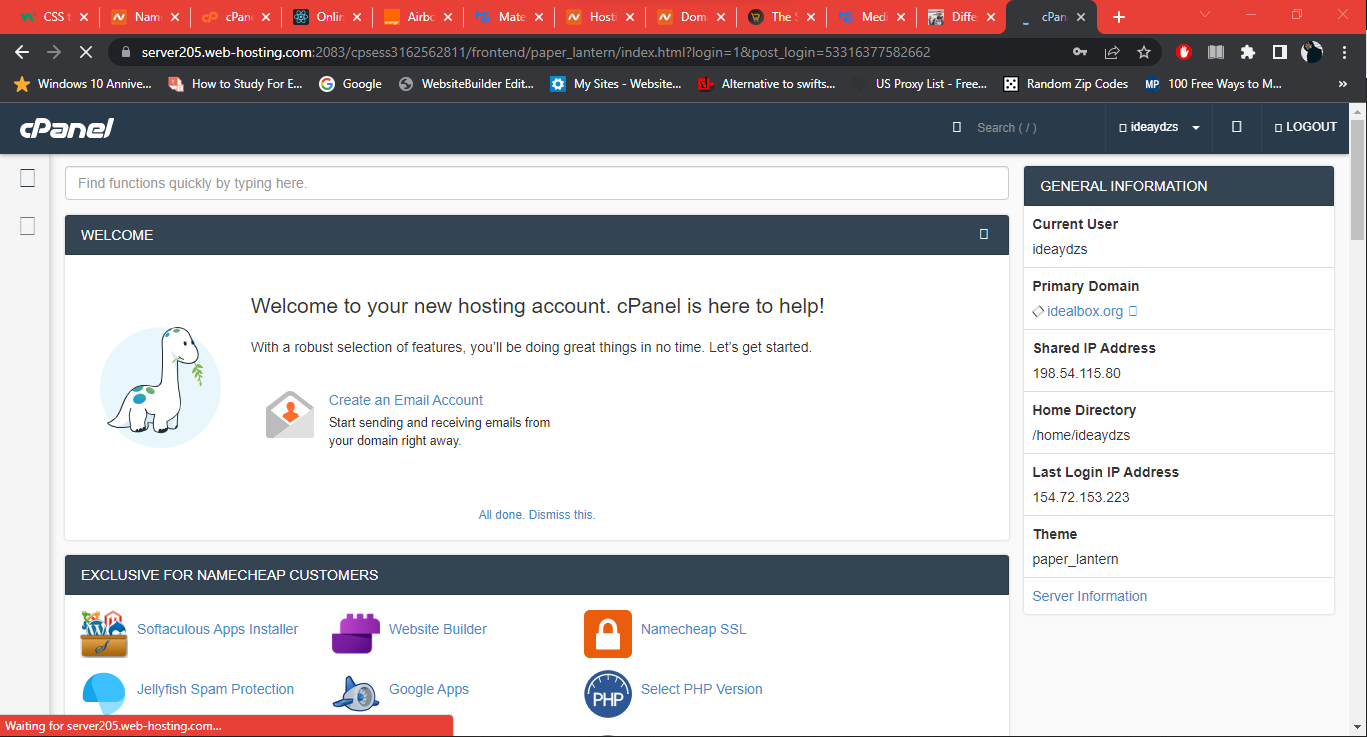 CSS t
Nam
cPan
Onlin
Airbc
Mate
Hosti
Dom
The S
Medi
Diffe
cPan
server205.web-hosting.com:2083/cpsess3162562811/frontend/paper_lantern/index.html?login=1&post_login=53316377582662
Windows 10 Annive...
How to Study For E...
Google
WebsiteBuilder Edit...
My Sites - Website...
Alternative to swifts...
US Proxy List - Free...
MP
Random Zip Codes
100 Free Ways to M...
»
cPanel
Search ( / )
ideaydzs
LOGOUT
Find functions quickly by typing here.
WELCOME
Welcome to your new hosting account. cPanel is here to help!
With a robust selection of features, you'll be doing great things in no time. Let's get started.
Create an Email Account
Start sending and receiving emails from
your domain right away.
All done. Dismiss this.
EXCLUSIVE FOR NAMECHEAP CUSTOMERS
Softaculous Apps Installer
Website Builder
Namecheap SSL
Jellyfish Spam Protection
Google Apps
PHP
Select PHP Version
GENERAL INFORMATION
Current User
ideaydzs
Primary Domain
idealbox.org
Shared IP Address
198.54.115.80
Home Directory
/home/ideaydzs
Last Login IP Address
154.72.153.223
Theme
paper_lantern
Server Information
Waiting for server205.web-hosting.com...